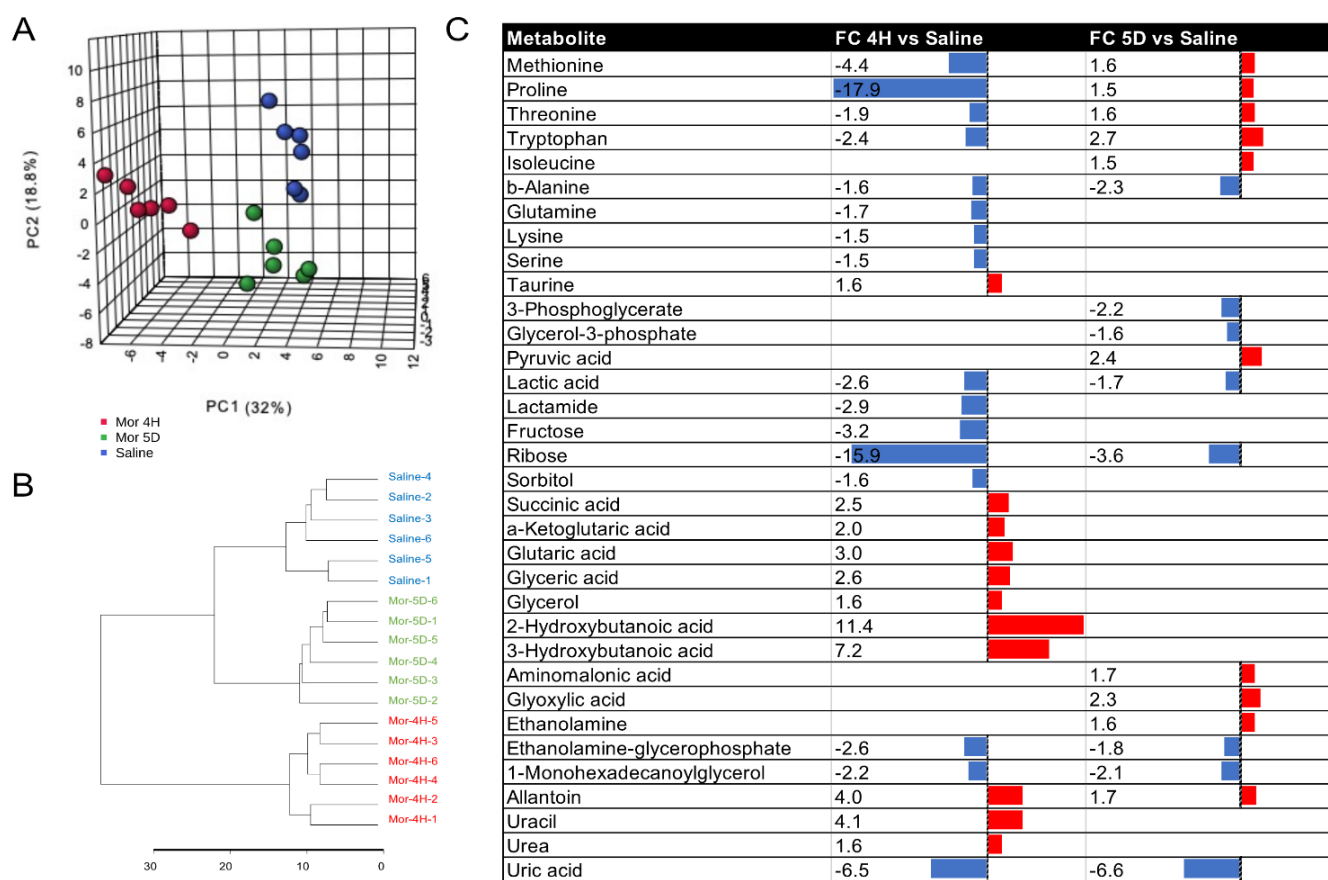 A
10
8
6
4
2
0
-2
-4
-6
-8
PC2 (18.8%)
-6
-4
-2
0
2
4
6
8
10
12
PC1 (32%)
Mor 4H
Mor 5D
Saline
B
Saline-4
Saline-2
Saline-3
Saline-6
Saline-5
Saline-1
Mor-5D-6
Mor-5D-1
Mor-5D-5
Mor-5D-4
Mor-5D-3
Mor-5D-2
Mor-4H-5
Mor-4H-3
Mor-4H-6
Mor-4H-4
Mor-4H-2
Mor-4H-1
30 20 10 0
C
Metabolite FC 4H vs Saline FC 5D vs Saline
Methionine -4.4 1.6
Proline -17.9 1.5
Threonine -1.9 1.6
Tryptophan -2.4 2.7
Isoleucine 1.5
b-Alanine -1.6 -2.3
Glutamine -1.7
Lysine -1.5
Serine -1.5
Taurine 1.6
3-Phosphoglycerate -2.2
Glycerol-3-phosphate -1.6
Pyruvic acid 2.4
Lactic acid -2.6 -1.7
Lactamide -2.9
Fructose -3.2
Ribose -15.9 -3.6
Sorbitol -1.6
Succinic acid 2.5
a-Ketoglutaric acid 2.0
Glutaric acid 3.0
Glyceric acid 2.6
Glycerol 1.6
2-Hydroxybutanoic acid 11.4
3-Hydroxybutanoic acid 7.2
Aminomalonic acid 1.7
Glyoxylic acid 2.3
Ethanolamine 1.6
Ethanolamine-glycerophosphate -2.6 -1.8
1-Monohexadecanoylglycerol -2.2 -2.1
Allantoin 4.0 1.7
Uracil 4.1
Urea 1.6
Uric acid -6.5 -6.6